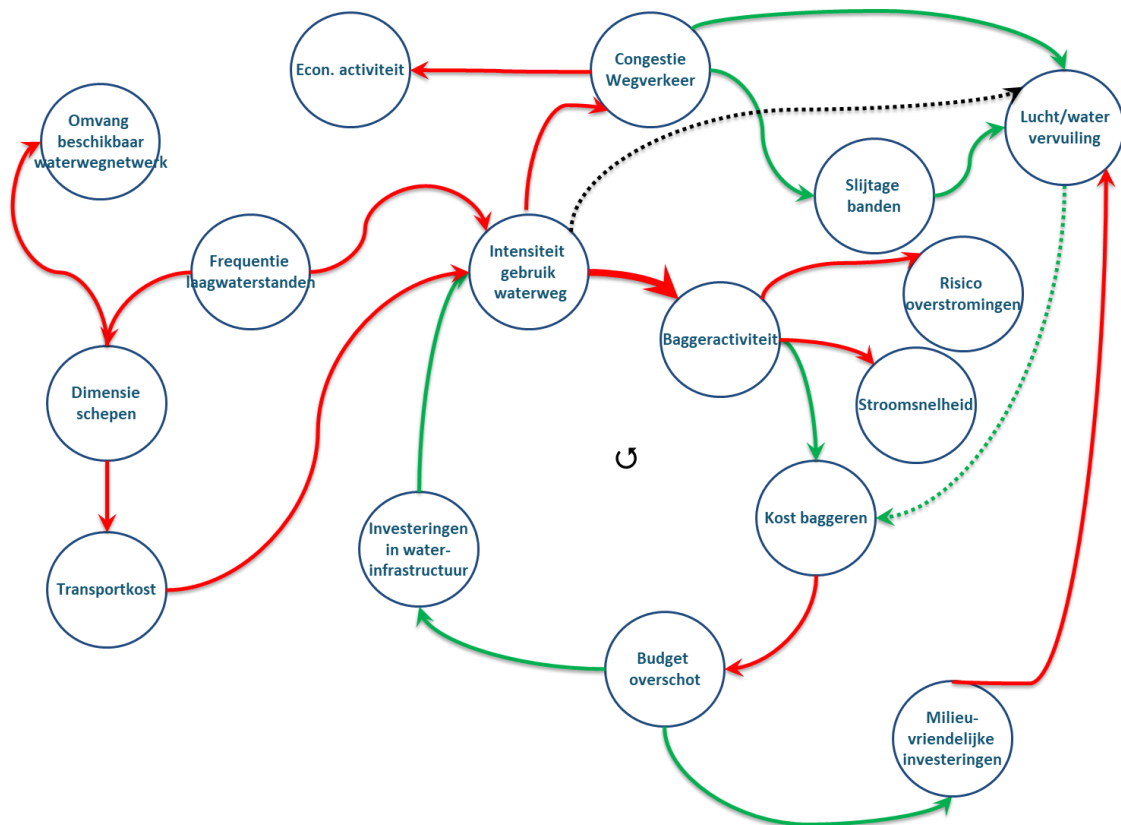 Congestie
Wegverkeer
Econ. activiteit
Lucht/water
vervuiling
Omvang
beschikbaar
waterwegnetwerk
Slijtage
banden
Frequentie
laagwaterstanden
Intensiteit
gebruik
waterweg
Risico
overstromingen
Baggeractiviteit
Dimensie
schepen
Stroomsnelheid
Kost baggeren
Investeringen
in water-
infrastructuur
Transportkost
Budget
overschot
Milieu-
vriendelijke
investeringen